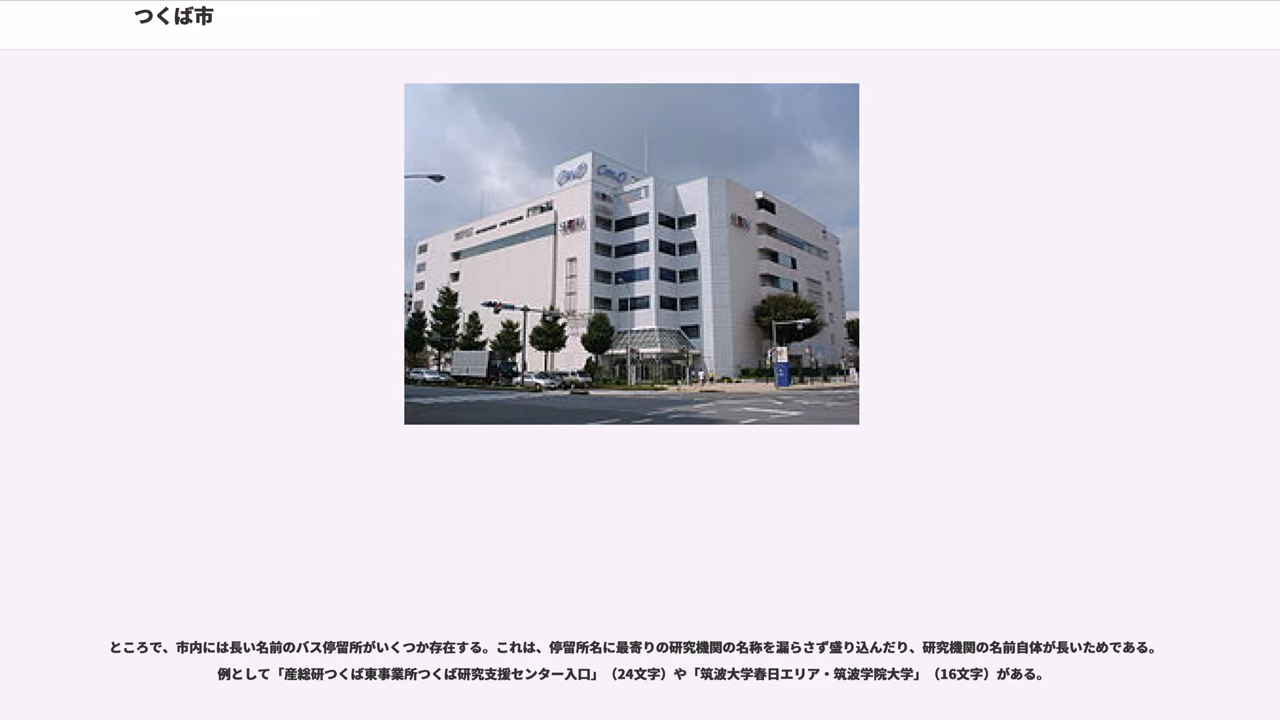 つくば市
ところで、市内には長い名前のバス停留所がいくつか存在する。これは、停留所名に最寄りの研究機関の名称を漏らさず盛り込んだり、研究機関の名前自体が長いためである。
例として「産総研つくば東事業所つくば研究支援センター入口」（24文字）や「筑波大学春日エリア・筑波学院大学」（16文字）がある。